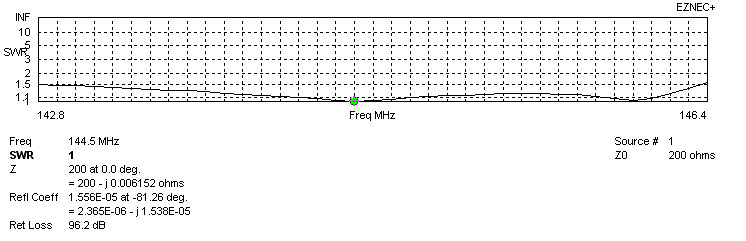 EZNEC+
INF
10
5
SWR
3
2
1.5
1.1
142.8 Freq MHz 146.4
Freq 144.5 MHz Source # 1
SWR 1 Z0 200 ohms
Z 200 at 0.0 deg.
= 200 - j 0.006152 ohms
Refl Coeff 1.556E-05 at -81.26 deg.
= 2.365E-06 - j 1.538E-05
Ret Loss 96.2 dB